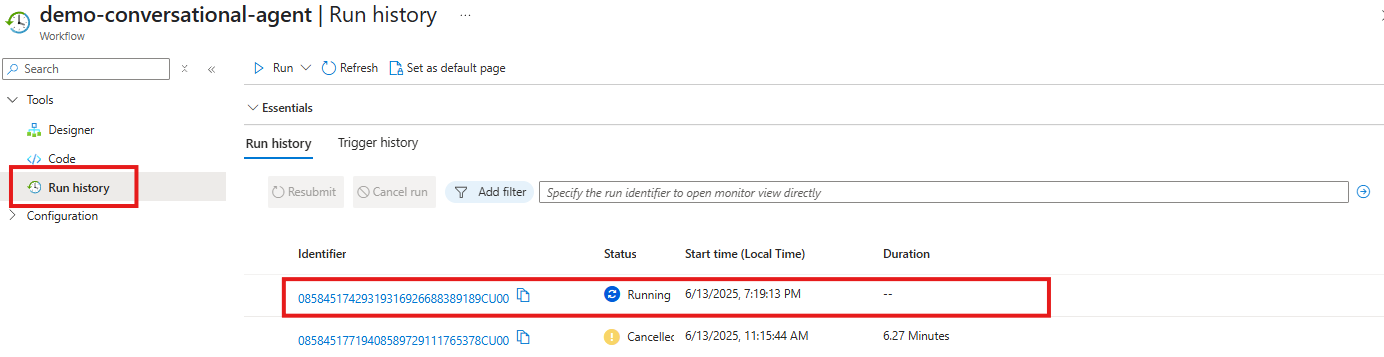 demo-conversational-agent | Run history ...
Workflow
Search
Run Refresh Set as default page
Tools
Designer
Code
Run history
Configuration
Essentials
Run history Trigger history
Resubmit Cancel run Add filter Specify the run identifier to open monitor view directly
Identifier Status Start time (Local Time) Duration
08584517429319316926688389189CU00 Running 6/13/2025, 7:19:13 PM --
08584517719408589729111765378CU00 Cancelled 6/13/2025, 11:15:44 AM 6.27 Minutes